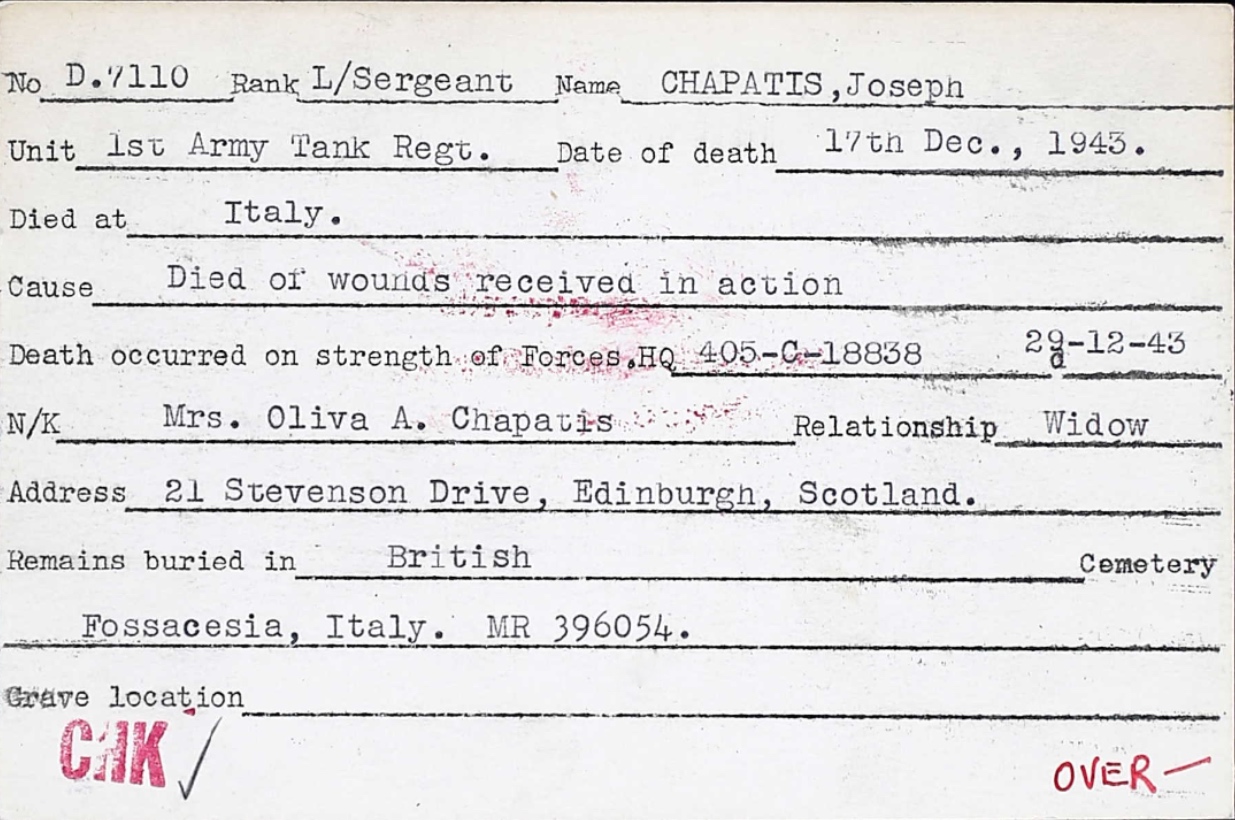 No D.7110 Rank L/Sergeant Name CHAPATIS,Joseph
Unit 1st Army Tank Regt. Date of death 17th Dec., 1943.
Died at Italy.
Cause Died of wounds received in action
Death occurred on strength of Forces.HQ 405-C-18838 29-12-43
d
N/K Mrs. Oliva A. Chapatis Relationship Widow
Address 21 Stevenson Drive, Edinburgh, Scotland.
Remains buried in British Cemetery
Fossacesia, Italy. MR 396054.
Grave location
CHK ✓
OVER —